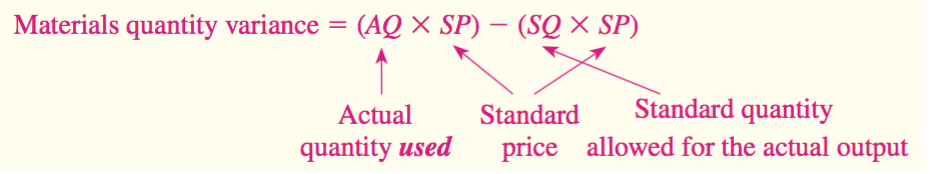 Materials quantity variance = (AQ × SP) − (SQ × SP)
Actual quantity used
Standard price
Standard quantity allowed for the actual output